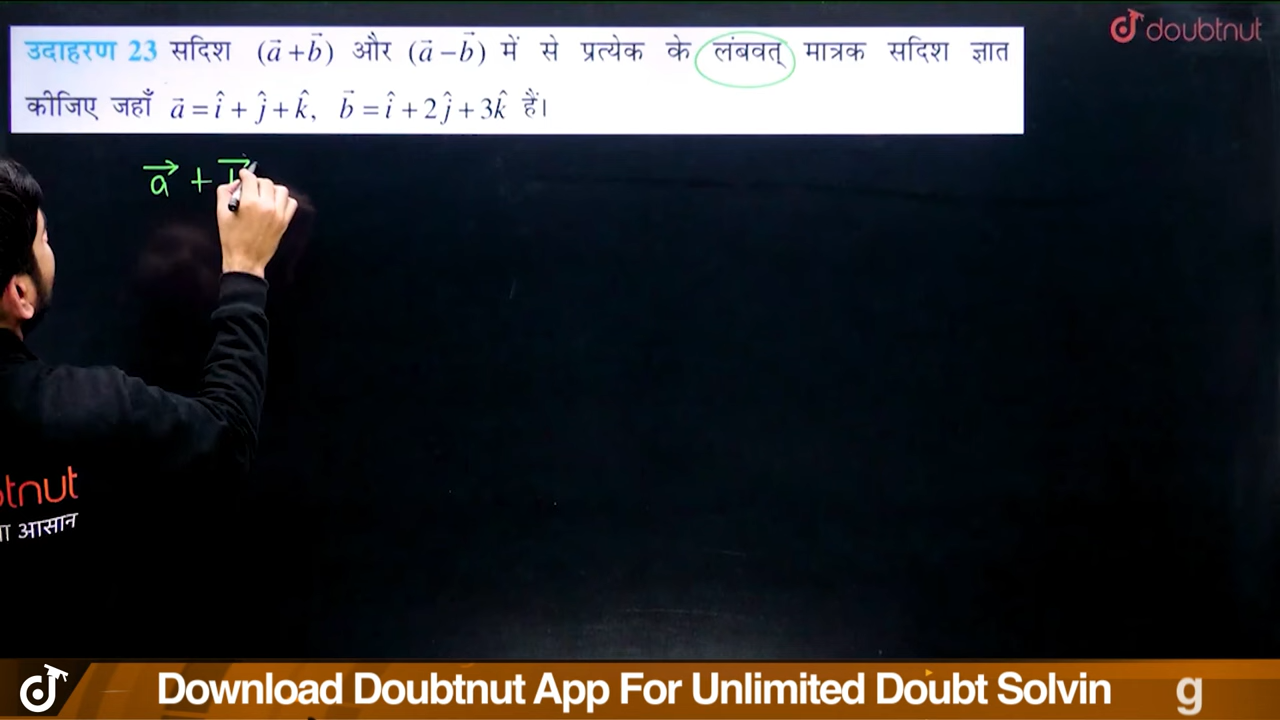 उदाहरण 23 सदिश (a⃗ + b⃗) और (a⃗ – b⃗) में से प्रत्येक के लंबवत् मात्रक सदिश ज्ञात
कीजिए जहाँ a⃗ = î + ĵ + k̂, b⃗ = î + 2ĵ + 3k̂ हैं।
doubtnut
a⃗ +
आसान
Download Doubtnut App For Unlimited Doubt Solvin g